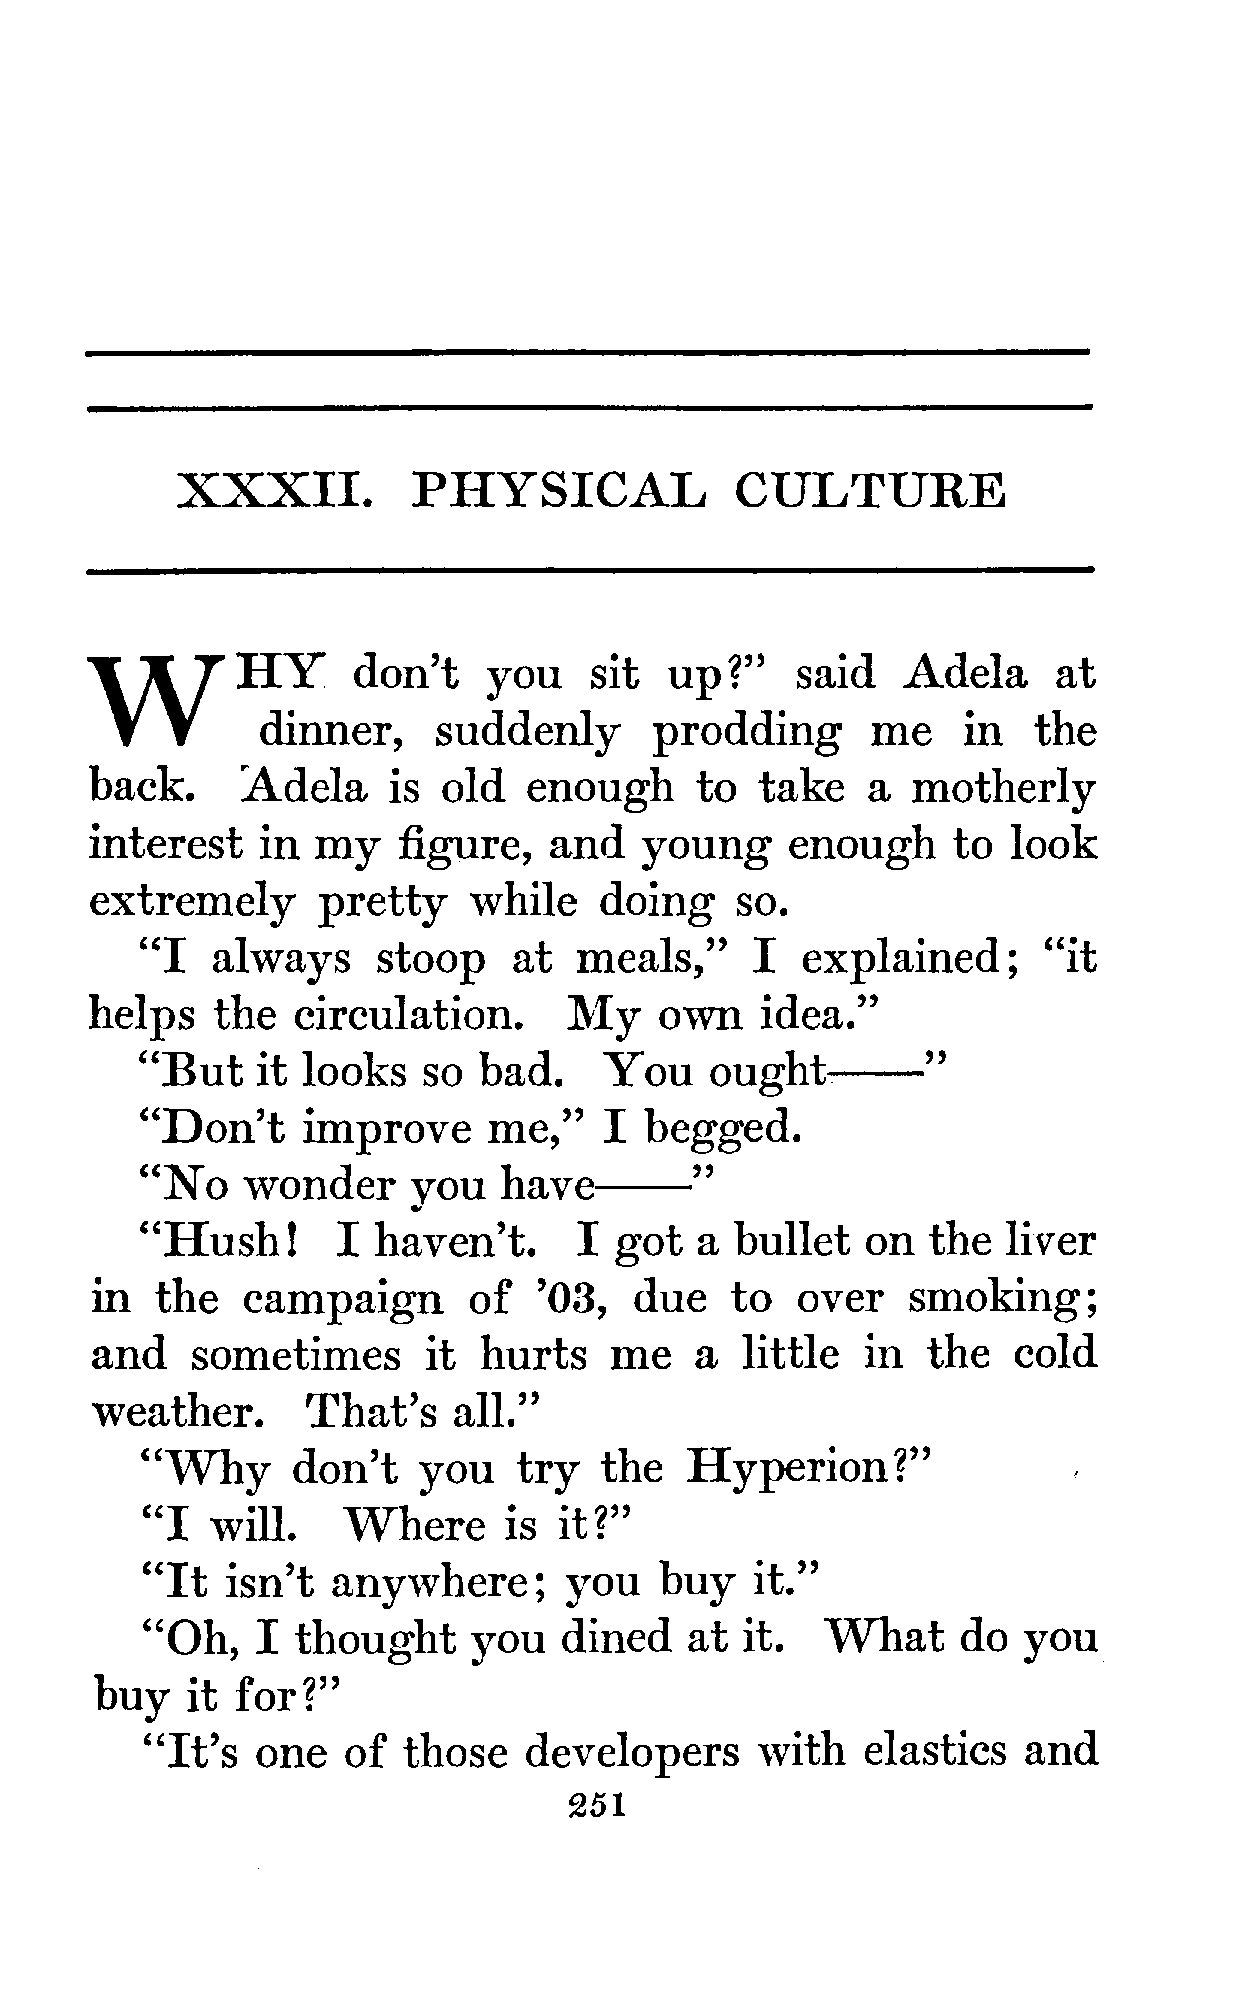 XXXII. PHYSICAL CULTURE
WHY don't you sit up?” said Adela at
dinner, suddenly prodding me in the
back. Adela is old enough to take a motherly
interest in my figure, and young enough to look
extremely pretty while doing so.
“I always stoop at meals,” I explained; “it
helps the circulation. My own idea.”
“But it looks so bad. You ought——”
“Don't improve me,” I begged.
“No wonder you have——”
“Hush! I haven't. I got a bullet on the liver
in the campaign of ’03, due to over smoking;
and sometimes it hurts me a little in the cold
weather. That's all.”
“Why don't you try the Hyperion?”
“I will. Where is it?”
“It isn't anywhere; you buy it.”
“Oh, I thought you dined at it. What do you
buy it for?”
“It's one of those developers with elastics and
251